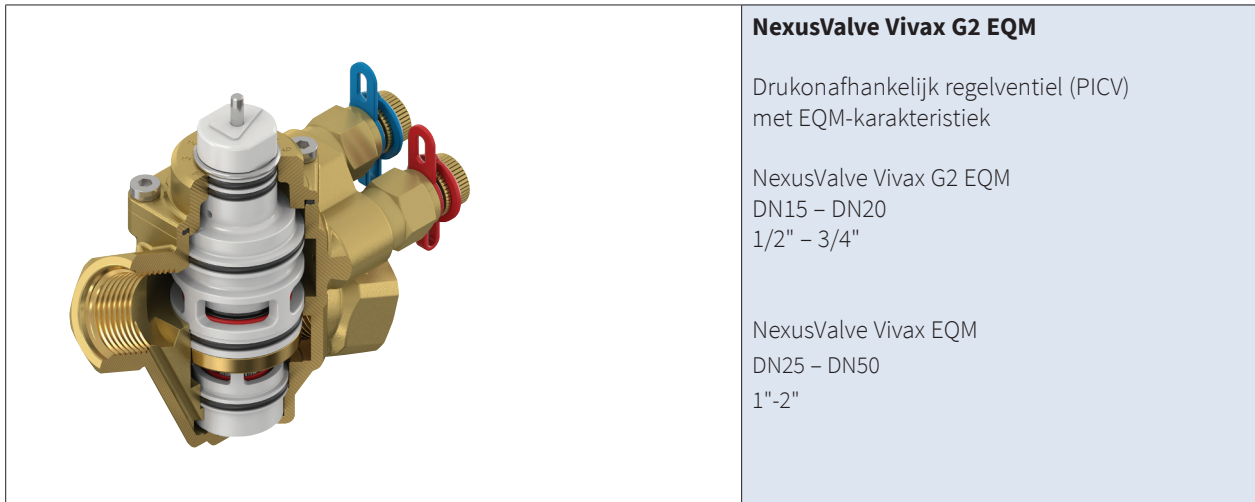 NexusValve Vivax G2 EQM
Drukonafhankelijk regelventiel (PICV)
met EQM-karakteristiek
NexusValve Vivax G2 EQM
DN15 – DN20
1/2" – 3/4"
NexusValve Vivax EQM
DN25 – DN50
1"-2"